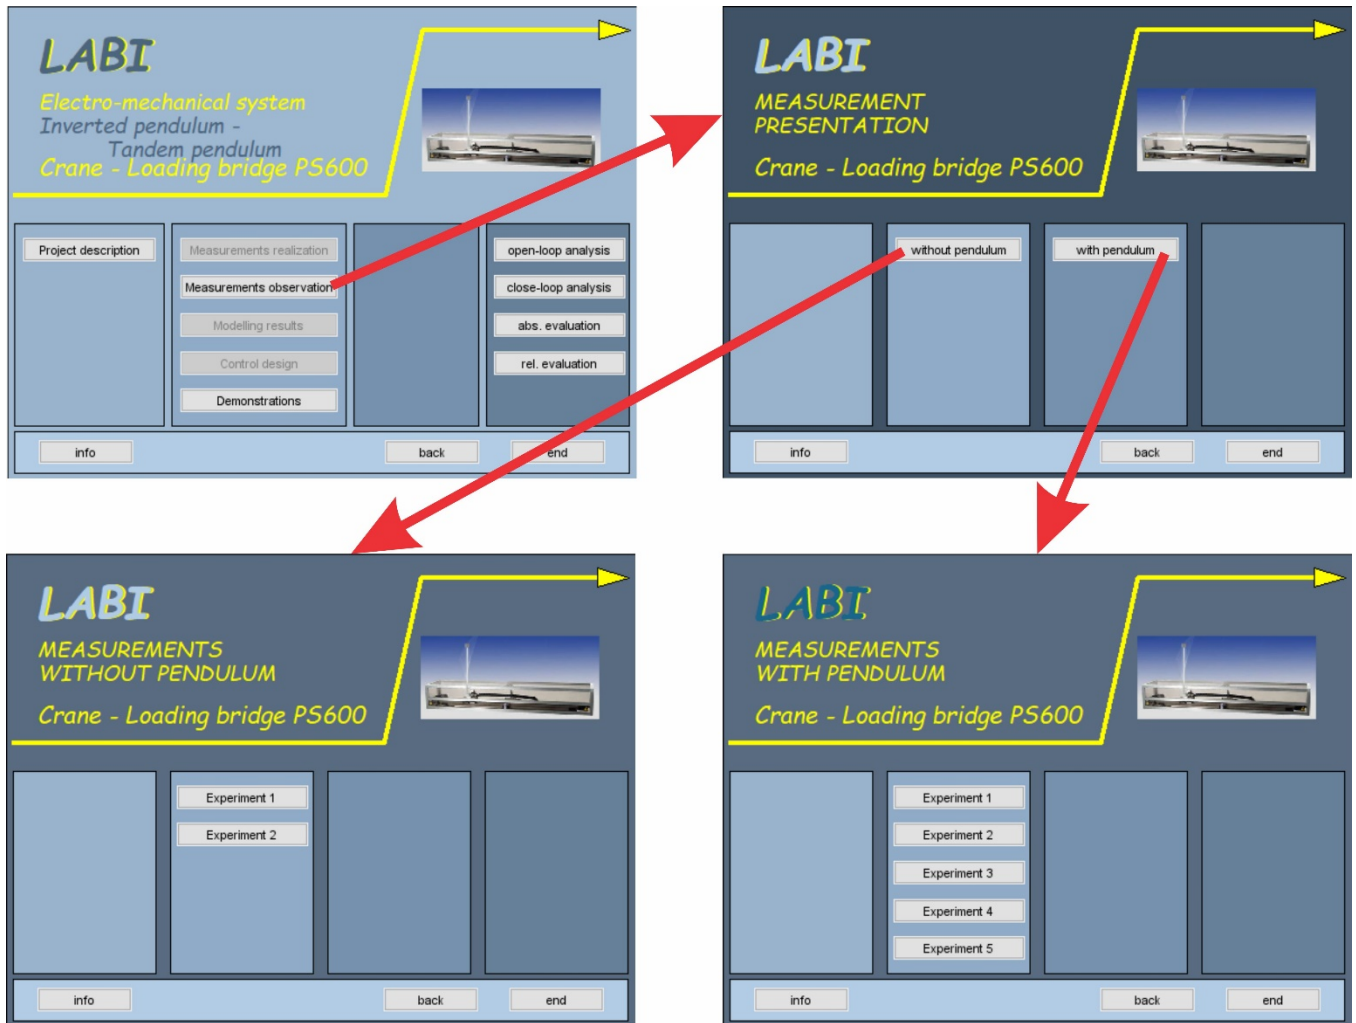 LABI
Electro-mechanical system
Inverted pendulum -
Tandem pendulum
Crane - Loading bridge PS600
Project description
Measurements realization
Measurements observation
Modelling results
Control design
Demonstrations
open-loop analysis
close-loop analysis
abs. evaluation
rel. evaluation
info
back
end
LABI
MEASUREMENT
PRESENTATION
Crane - Loading bridge PS600
without pendulum
with pendulum
info
back
end
LABI
MEASUREMENTS
WITHOUT PENDULUM
Crane - Loading bridge PS600
Experiment 1
Experiment 2
info
back
end
LABI
MEASUREMENTS
WITH PENDULUM
Crane - Loading bridge PS600
Experiment 1
Experiment 2
Experiment 3
Experiment 4
Experiment 5
info
back
end